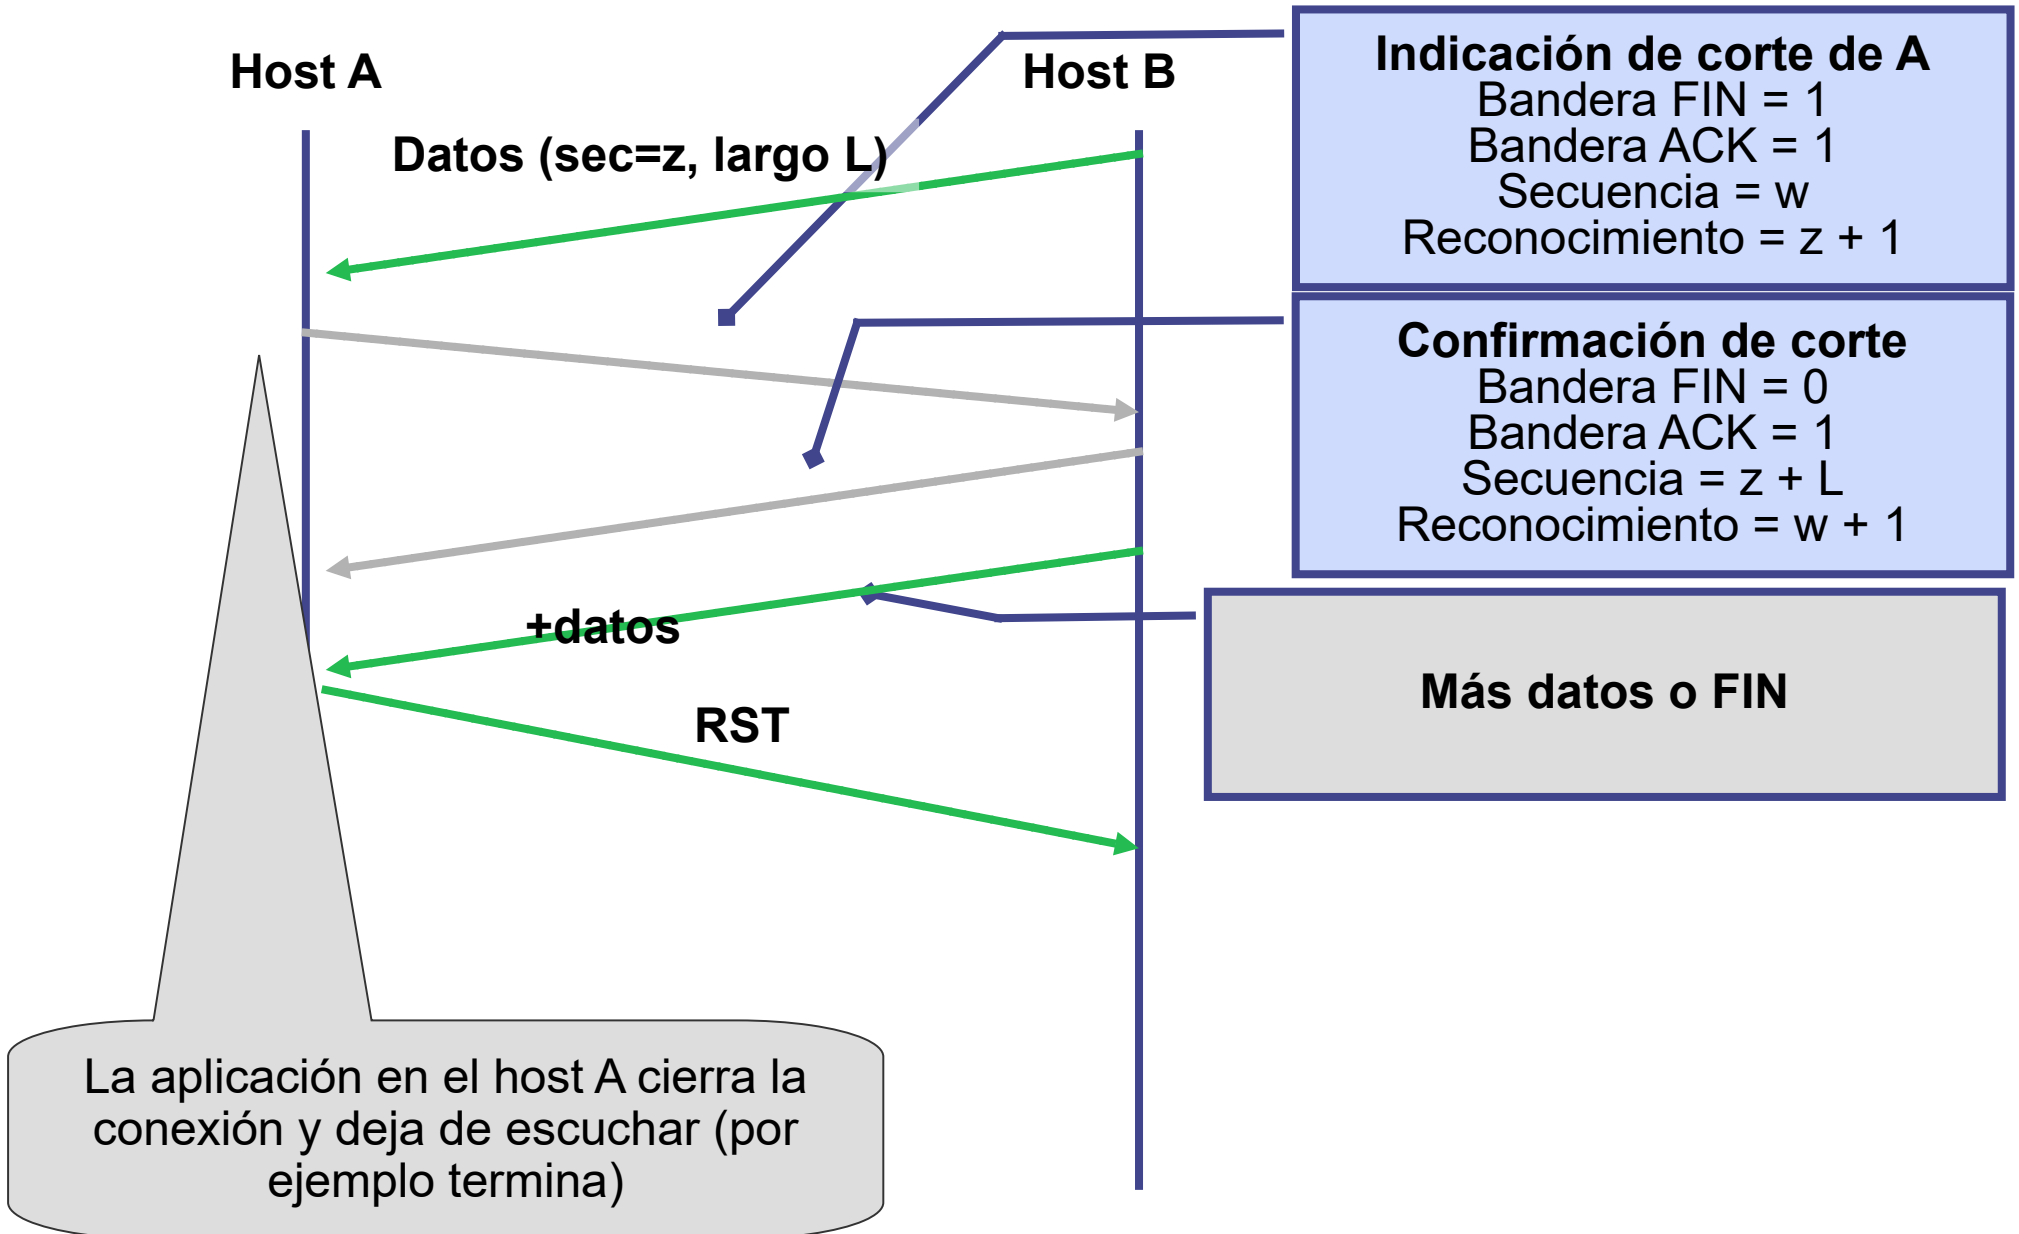 Host A
Host B
Datos (sec=z, largo L)
Indicación de corte de A
Bandera FIN = 1
Bandera ACK = 1
Secuencia = w
Reconocimiento = z + 1
Confirmación de corte
Bandera FIN = 0
Bandera ACK = 1
Secuencia = z + L
Reconocimiento = w + 1
+datos
Más datos o FIN
RST
La aplicación en el host A cierra la
conexión y deja de escuchar (por
ejemplo termina)